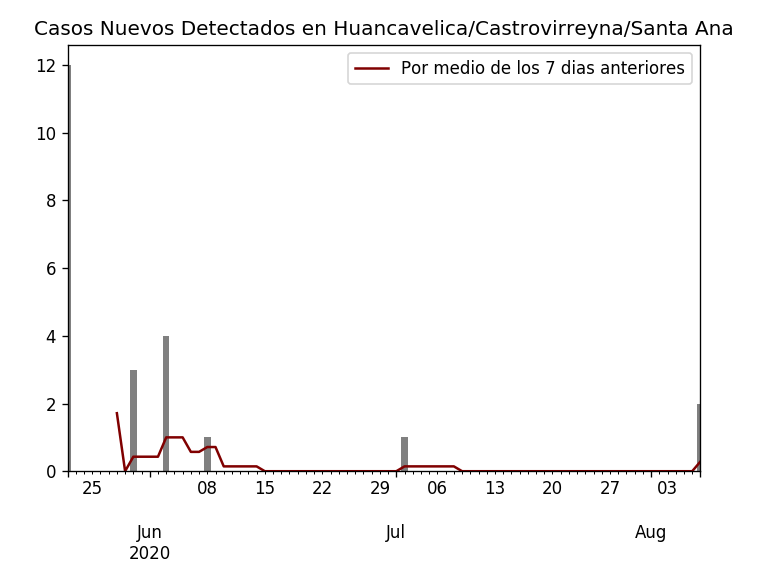 Casos Nuevos Detectados en Huancavelica/Castrovirreyna/Santa Ana
Por medio de los 7 dias anteriores
12
10
8
6
4
2
0
25 08 15 22 29 06 13 20 27 03
Jun Jul Aug
2020